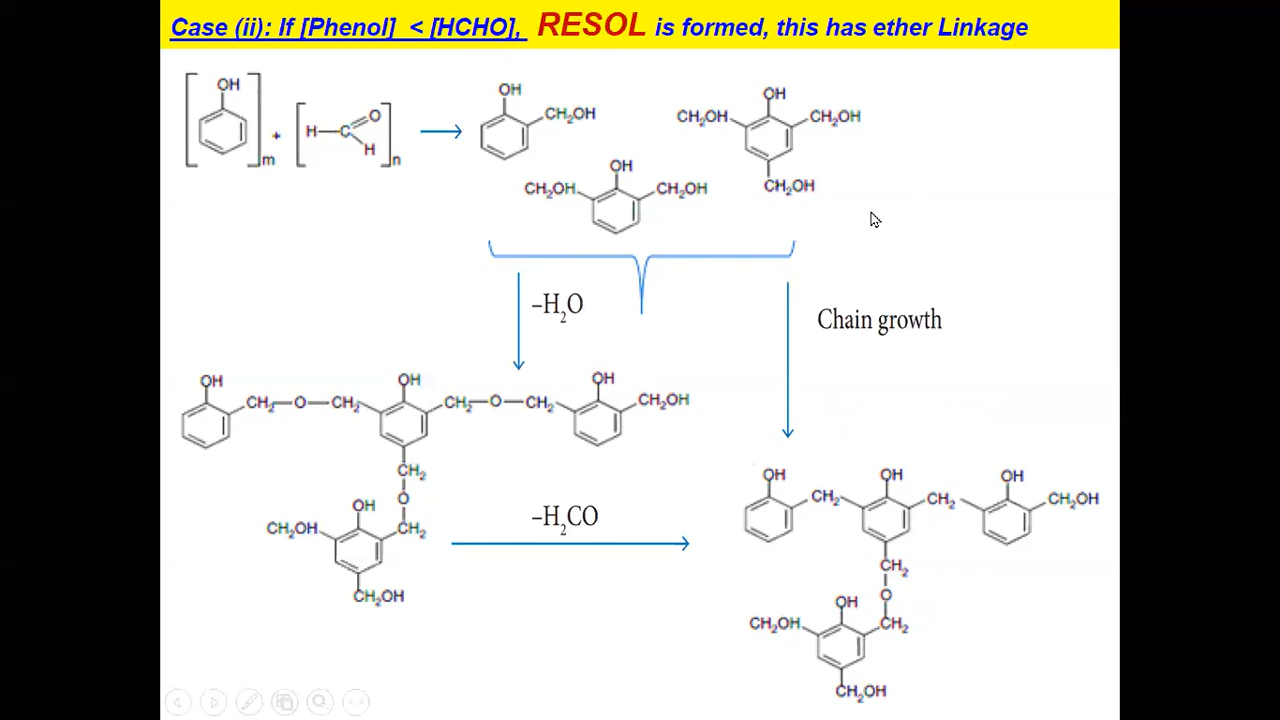 Case (ii): If [Phenol] < [HCHO], RESOL is formed, this has ether Linkage
OH
m
+
H C O
H
n
OH
CH₂OH
OH
CH₂OH
CH₂OH
OH
CH₂OH
CH₂OH
CH₂OH
–H₂O
Chain growth
OH
CH₂—O—CH₂
OH
CH₂—O—CH₂
OH
CH₂OH
CH₂
O
CH₂
OH
CH₂OH
CH₂OH
–H₂CO
OH
CH₂
OH
CH₂
OH
CH₂OH
CH₂
O
CH₂
OH
CH₂OH
CH₂OH